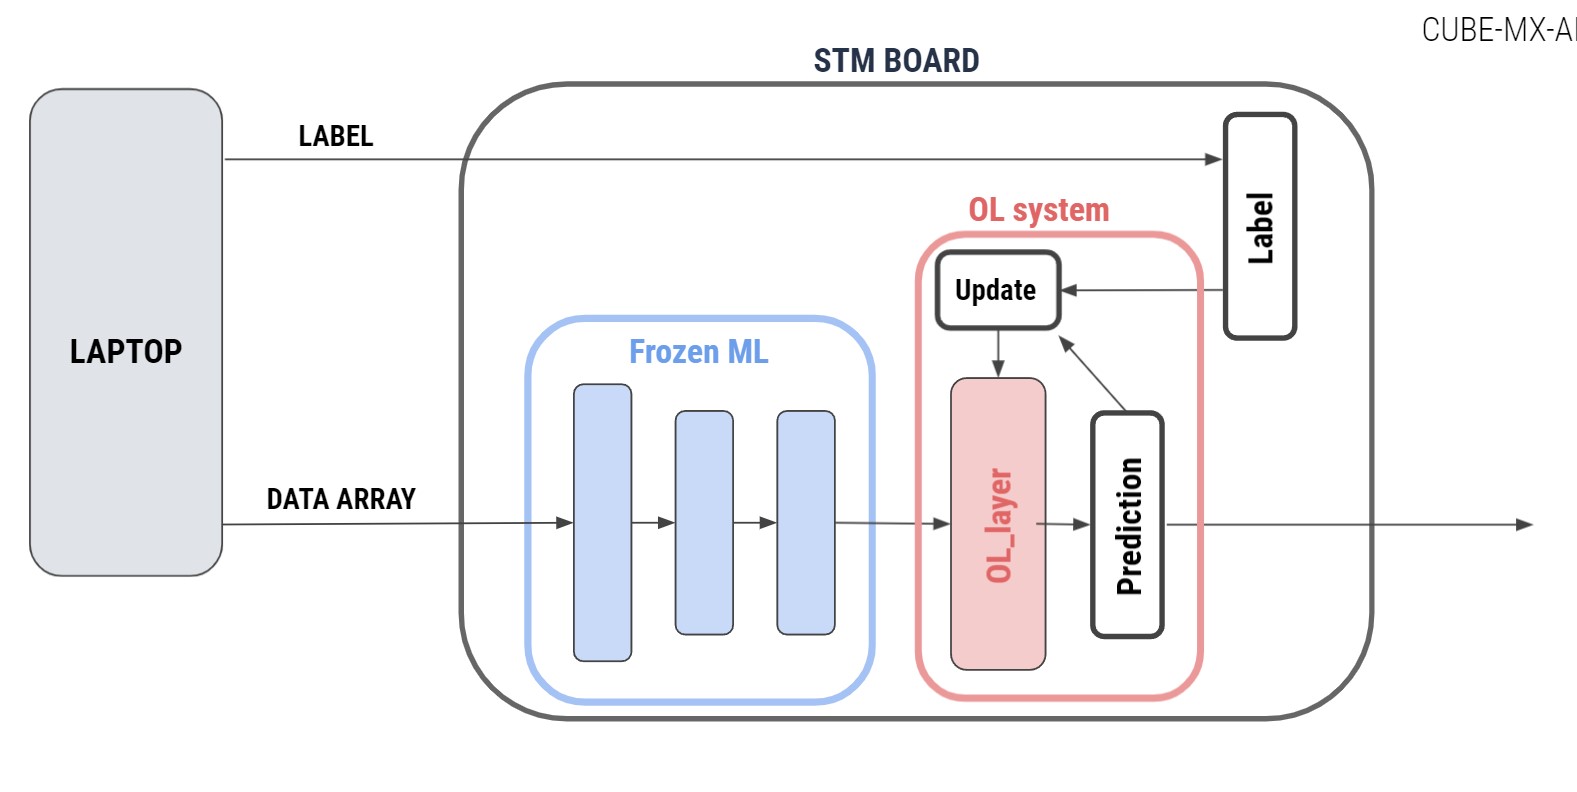 CUBE-MX-AI
STM BOARD
LABEL
Label
OL system
Update
Frozen ML
LAPTOP
DATA ARRAY
OL_layer
Prediction